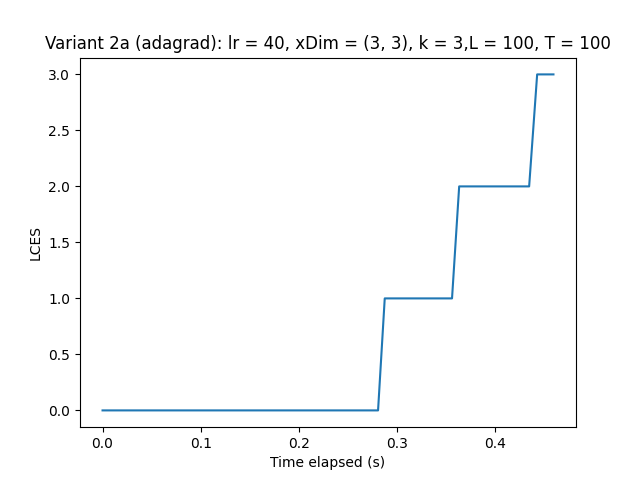 Variant 2a (adagrad): lr = 40, xDim = (3, 3), k = 3,L = 100, T = 100
3.0
2.5
2.0
1.5
1.0
0.5
0.0
LCES
0.0 0.1 0.2 0.3 0.4
Time elapsed (s)